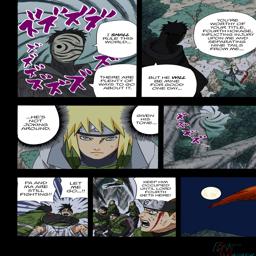 YOU'RE
WORTHY OF
YOUR TITLE,
FOURTH HOKAGE,
INFLICTING INJURY
UPON ME AND
SEPARATING
NINE TAILS
FROM ME...
BUT HE WILL
BE MINE
FOR GOOD
ONE DAY...
I SHALL
RULE THIS
WORLD...
THERE ARE
PLENTY OF
WAYS TO GO
ABOUT IT.
GIVEN
HIS
TONE...
...HE'S
NOT
JOKING
AROUND.
KEEP HIM
OCCUPIED
UNTIL LORD
FOURTH
GETS HERE!
LET
ME
GO...!!
PA AND
MA ARE
STILL
FIGHTING!!